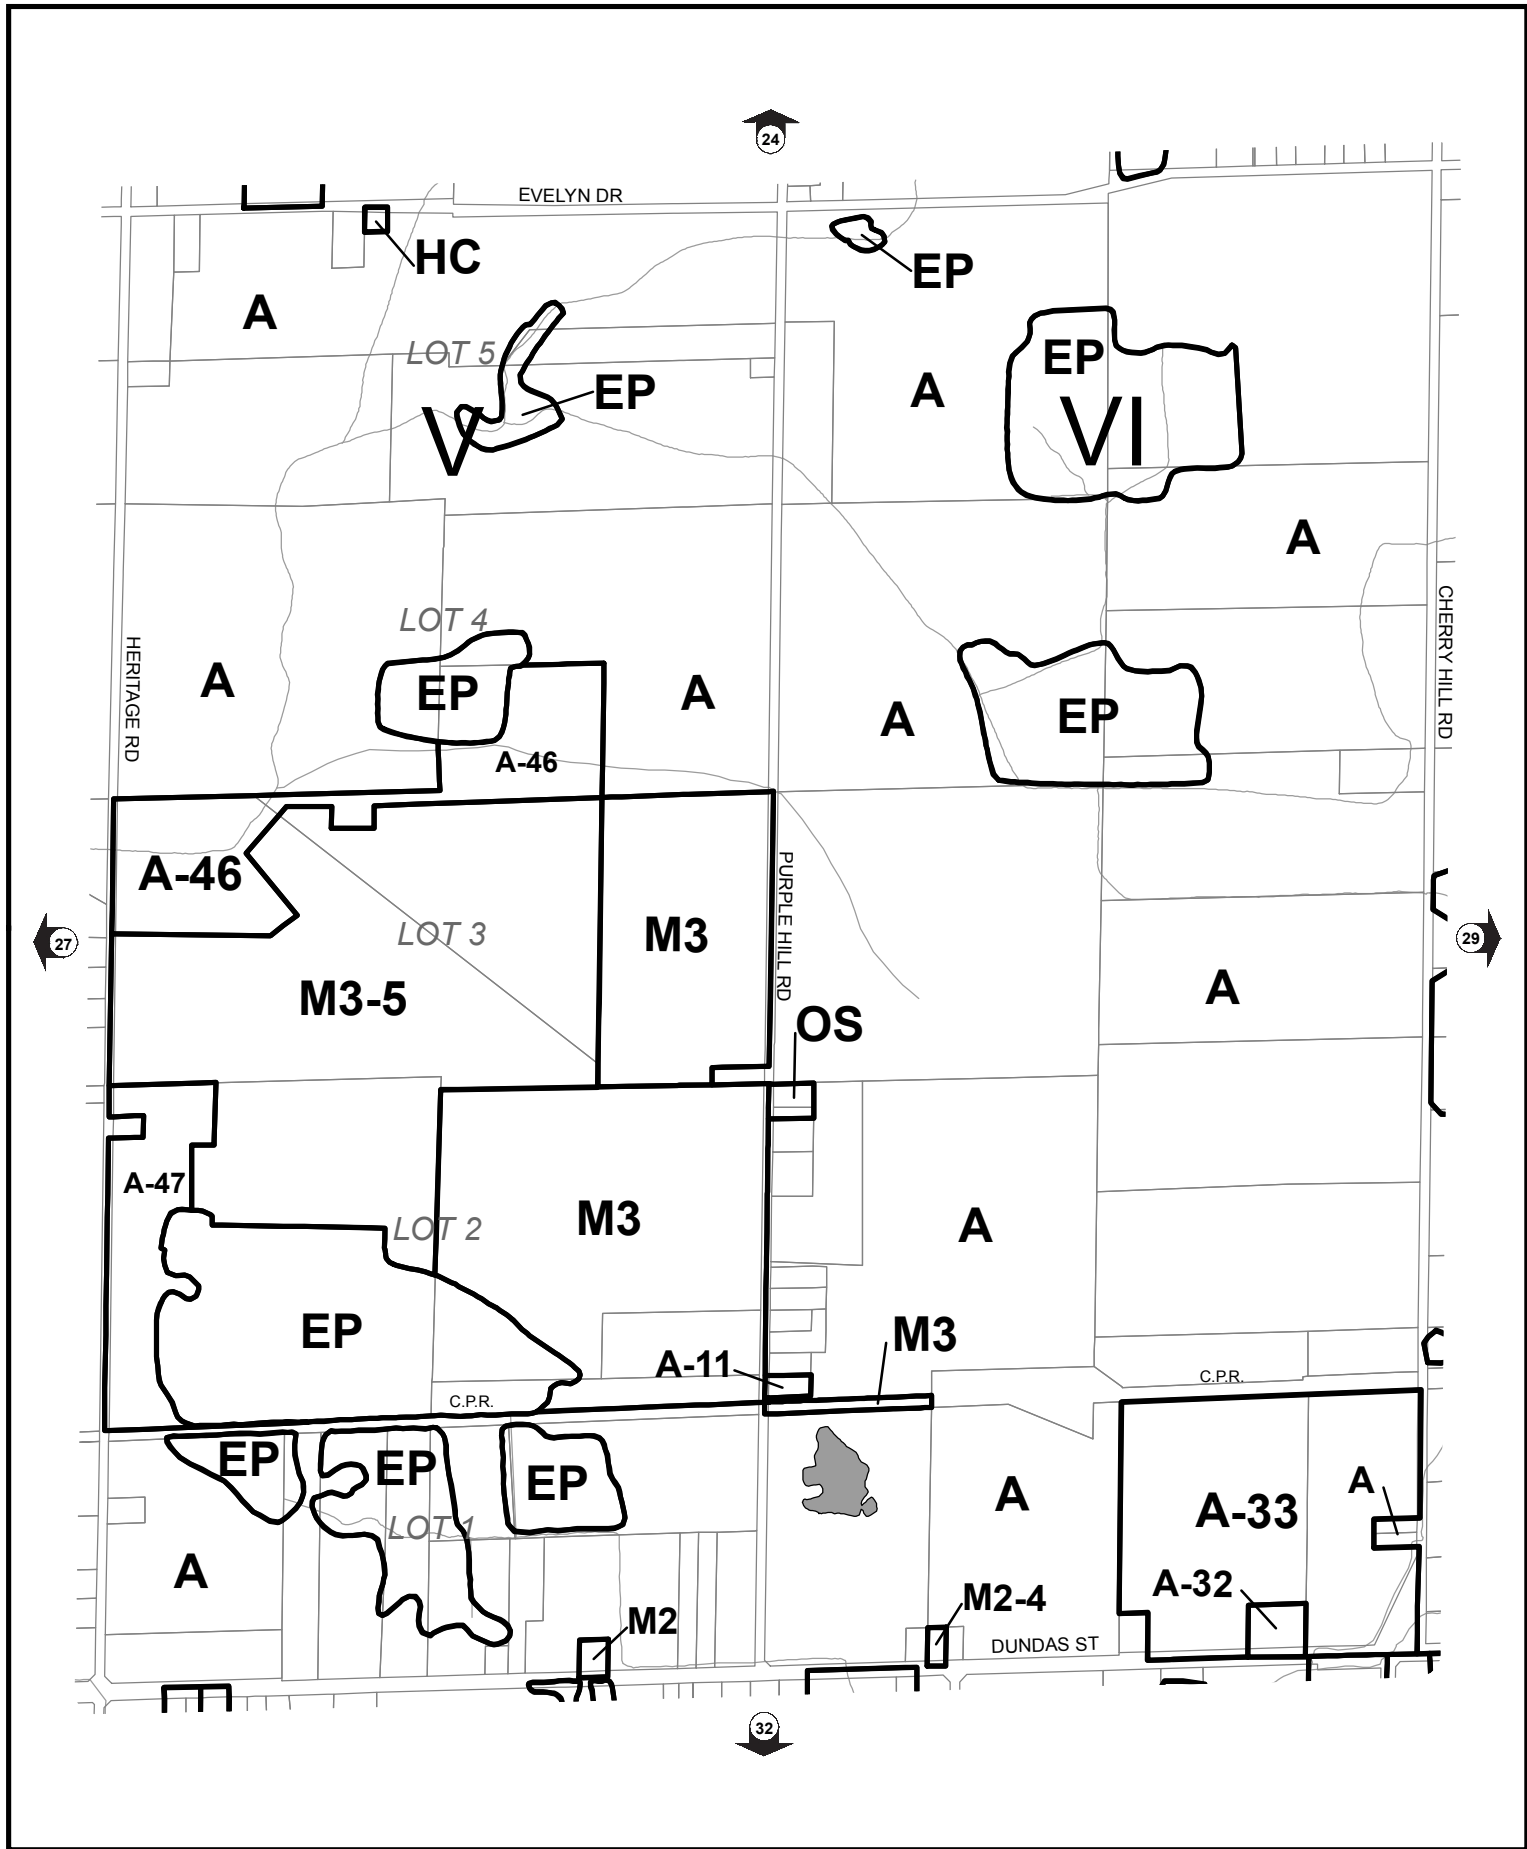 24
EVELYN DR
HC
EP
A
LOT 5
EP
A
EP
V
VI
A
LOT 4
HERITAGE RD
CHERRY HILL RD
A
EP
A
A
EP
A-46
A-46
PURPLE HILL RD
LOT 3
M3
27
29
M3-5
A
OS
A-47
LOT 2
M3
A
EP
M3
A-11
C.P.R.
C.P.R.
EP
EP
EP
A
A-33
A
LOT 1
A
A-32
M2-4
M2
DUNDAS ST
32